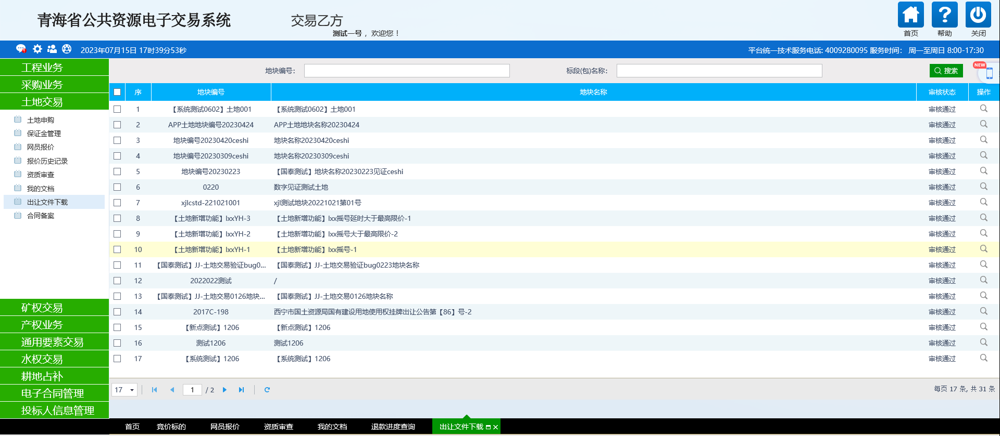 青海省公共资源电子交易系统
交易乙方
测试一号，欢迎您！
首页
帮助
关闭
2023年07月15日 17时39分53秒
平台统一技术服务电话: 4009280095 服务时间： 周一至周日 8:00-17:30
工程业务
采购业务
土地交易
土地申购
保证金管理
网员报价
报价历史记录
资质审查
我的文档
出让文件下载
合同备案
矿权交易
产权业务
通用要素交易
水权交易
耕地占补
电子合同管理
投标人信息管理
地块编号：
标段(包)名称：
搜索
NEW
序 地块编号 地块名称 审核状态 操作
1 【系统测试0602】土地001 【系统测试0602】土地001 审核通过
2 APP土地地块编号20230424 APP土地地块名称20230424 审核通过
3 地块编号20230420ceshi 地块名称20230420ceshi 审核通过
4 地块编号20230309ceshi 地块名称20230309ceshi 审核通过
5 地块编号20230223 【国泰测试】地块名称20230223见证ceshi 审核通过
6 0220 数字见证测试土地 审核通过
7 xjlcstd-221021001 xjl测试地块20221021第01号 审核通过
8 【土地新增功能】lxxYH-3 【土地新增功能】lxx摇号延时大于最高限价-1 审核通过
9 【土地新增功能】lxxYH-2 【土地新增功能】lxx摇号大于最高限价-2 审核通过
10 【土地新增功能】lxxYH-1 【土地新增功能】lxx摇号-1 审核通过
11 【国泰测试】JJ-土地交易验证bug0... 【国泰测试】JJ-土地交易验证bug0223地块名称 审核通过
12 2022022测试 / 审核通过
13 【国泰测试】JJ-土地交易0126地块... 【国泰测试】JJ-土地交易0126地块名称 审核通过
14 2017C-198 西宁市国土资源局国有建设用地使用权挂牌出让公告第【86】号-2 审核通过
15 【新点测试】1206 【新点测试】1206 审核通过
16 测试1206 测试1206 审核通过
17 【系统测试】1206 【系统测试】1206 审核通过
17 1 / 2 每页 17 条, 共 31 条
首页 竞价标的 网员报价 资质审查 我的文档 退款进度查询 出让文件下载